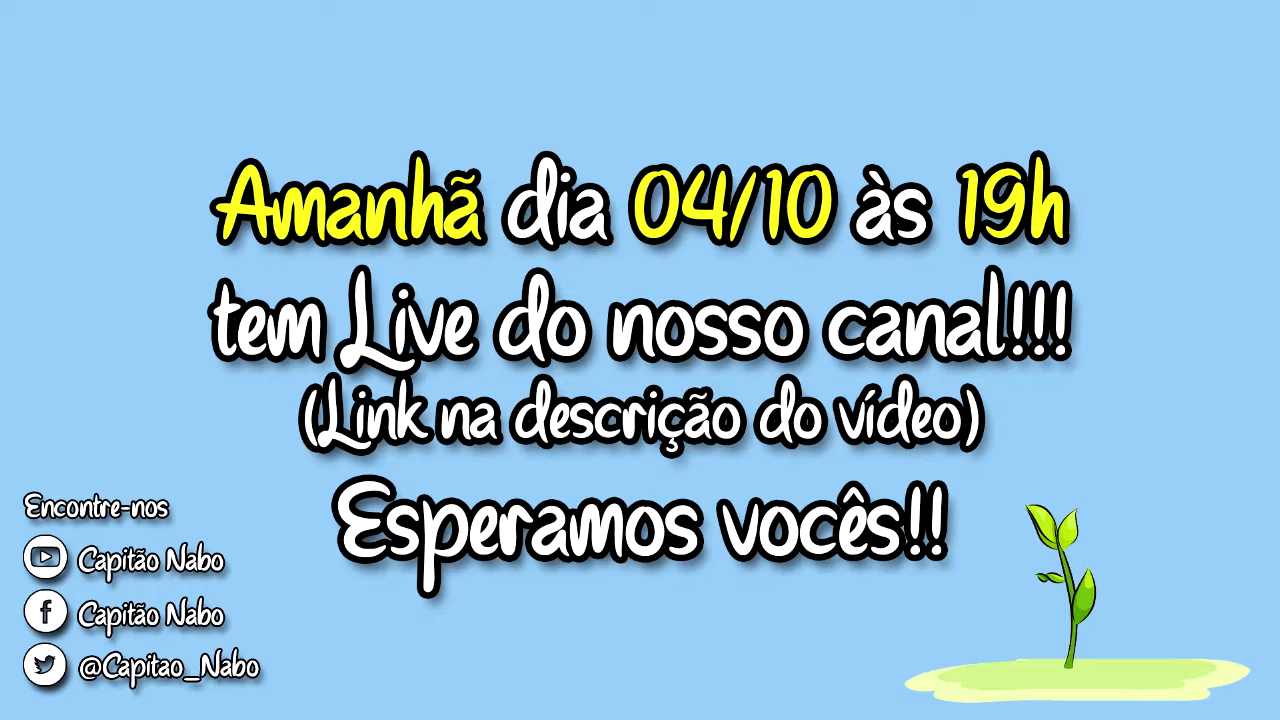 Amanhã dia 04/10 às 19h
tem Live do nosso canal!!!
(Link na descrição do vídeo)
Esperamos vocês!!
Encontre-nos
Capitão Nabo
Capitão Nabo
@Capitao_Nabo